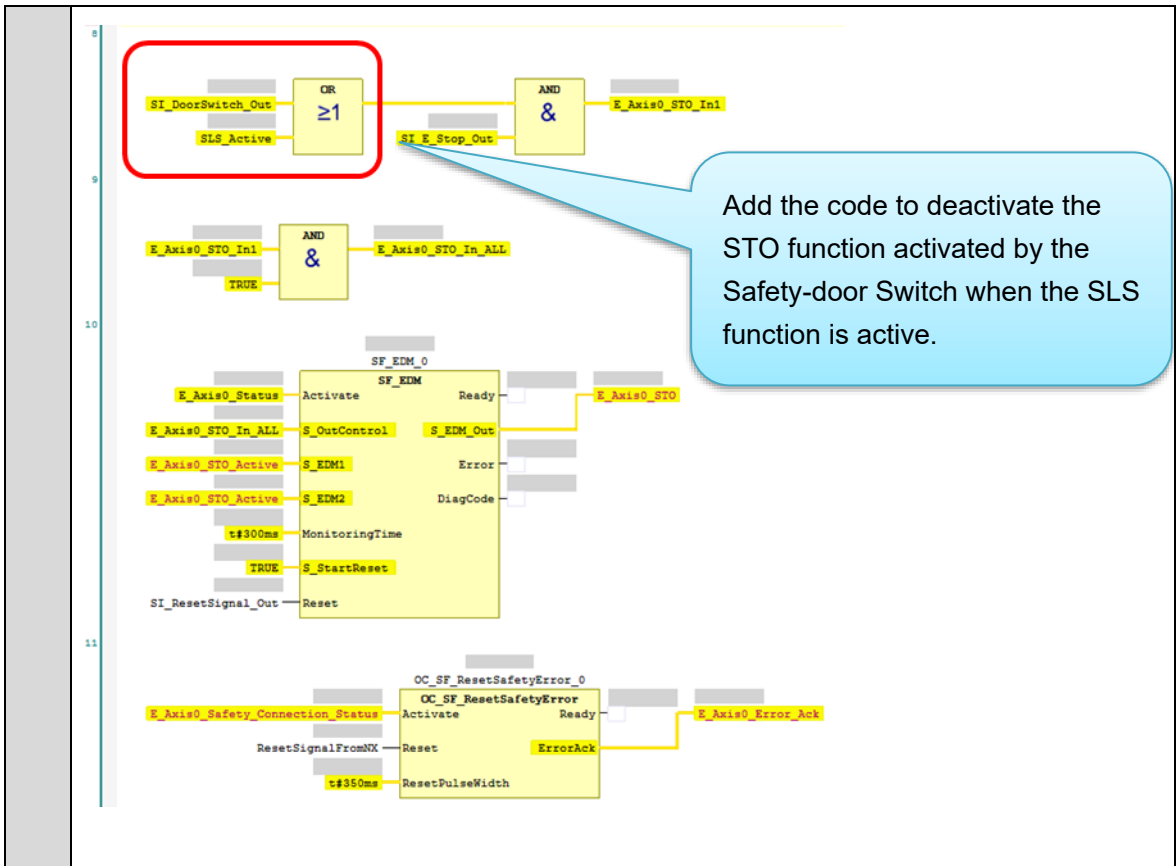 8
OR
≥1
SI_DoorSwitch_Out
SLS_Active
AND
&
SI_E_Stop_Out
E_Axis0_STO_In1
Add the code to deactivate the
STO function activated by the
Safety-door Switch when the SLS
function is active.
9
AND
&
E_Axis0_STO_In1
TRUE
E_Axis0_STO_In_ALL
10
SF_EDM_0
SF_EDM
E_Axis0_Status Activate Ready E_Axis0_STO
E_Axis0_STO_In_ALL S_OutControl S_EDM_Out
E_Axis0_STO_Active S_EDM1 Error
E_Axis0_STO_Active S_EDM2 DiagCode
t#300ms MonitoringTime
TRUE S_StartReset
SI_ResetSignal_Out Reset
11
OC_SF_ResetSafetyError_0
OC_SF_ResetSafetyError
E_Axis0_Safety_Connection_Status Activate Ready E_Axis0_Error_Ack
ResetSignalFromNX Reset ErrorAck
t#350ms ResetPulseWidth